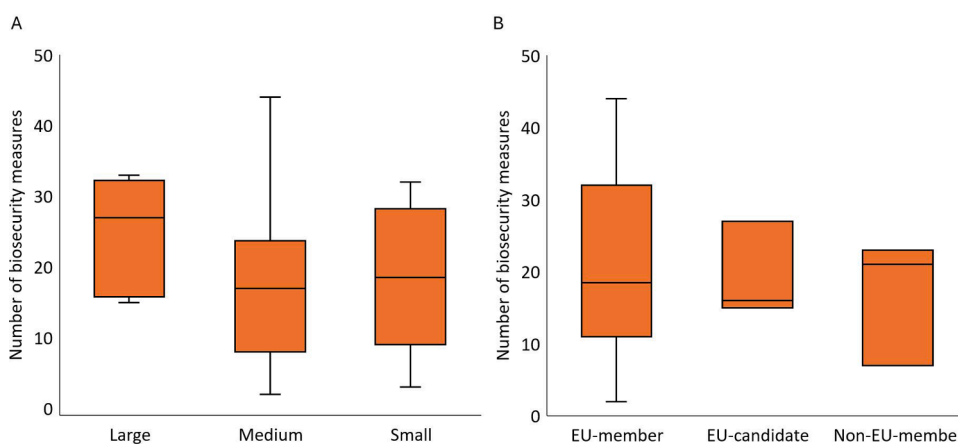 A
B
Number of biosecurity measures
50
40
30
20
10
0
Large Medium Small
Number of biosecurity measures
50
40
30
20
10
0
EU-member EU-candidate Non-EU-membe